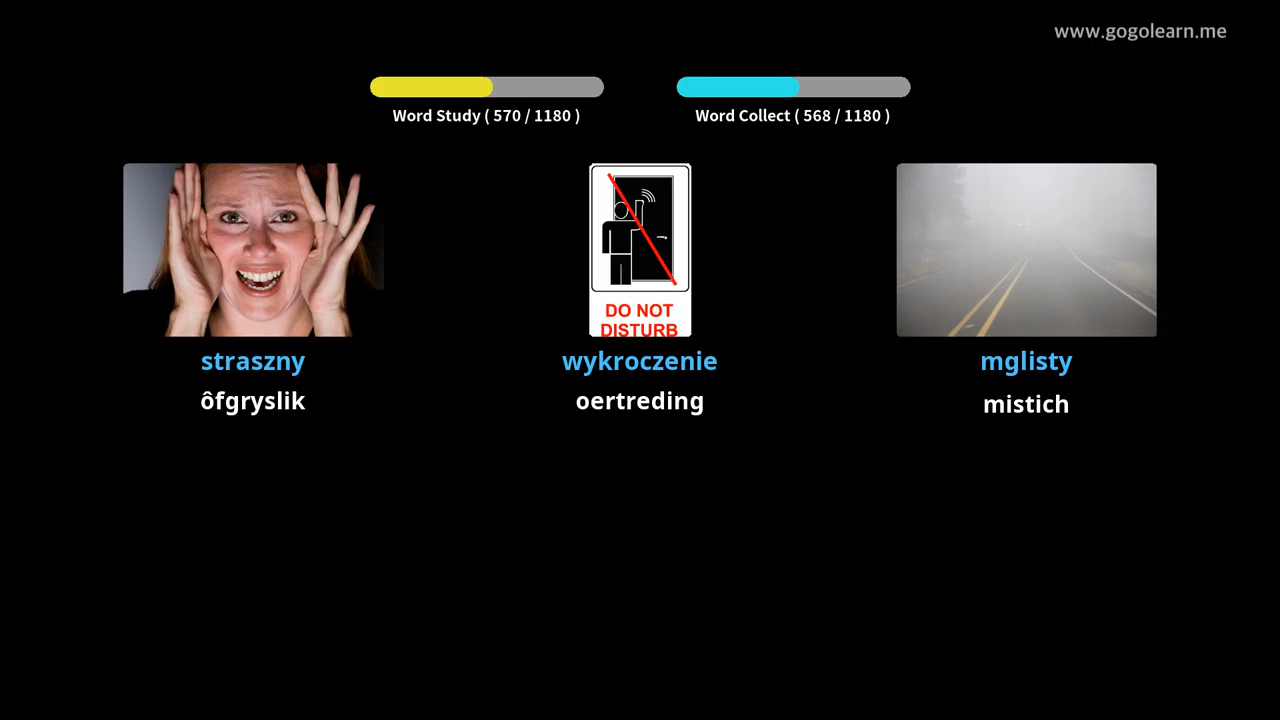 www.gogolearn.me
Word Study ( 570 / 1180 )
Word Collect ( 568 / 1180 )
DO NOT
DISTURB
straszny
wykroczenie
mglisty
ôfgryslik
oertreding
mistich